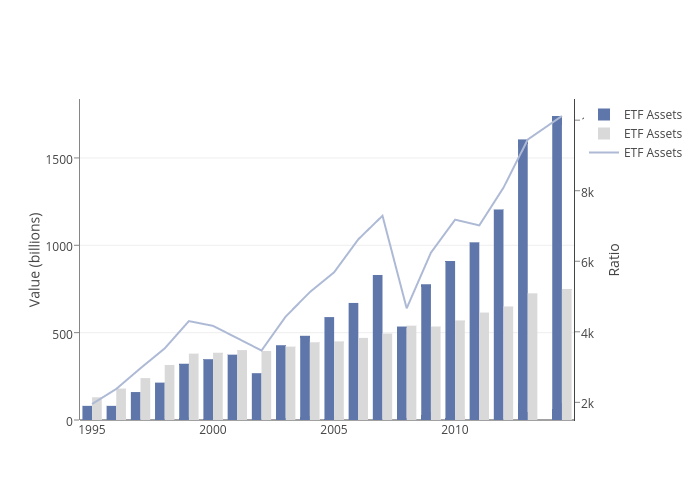 ETF Assets
ETF Assets
ETF Assets
Value (billions)
1500
1000
500
0
8k
6k
4k
2k
Ratio
1995
2000
2005
2010